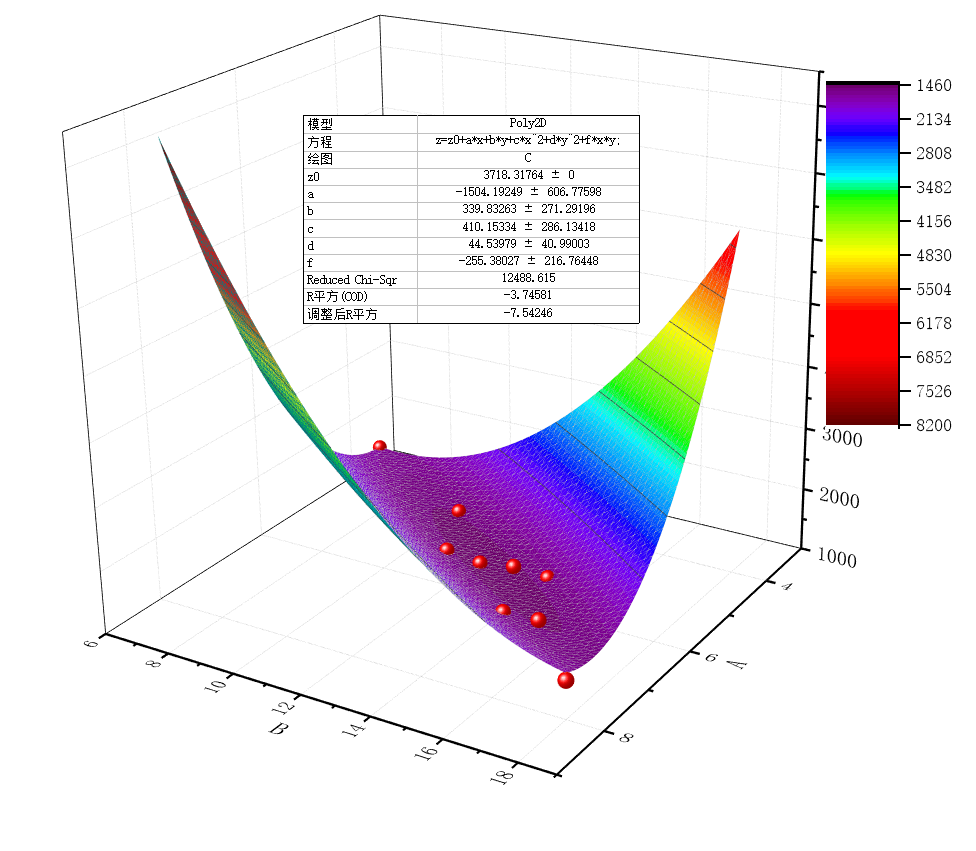 模型 Poly2D
方程 z=z0+a*x+b*y+c*x^2+d*y^2+f*x*y;
绘图 C
z0 3718.31764 ± 0
a -1504.19249 ± 606.77598
b 339.83263 ± 271.29196
c 410.15334 ± 286.13418
d 44.53979 ± 40.99003
f -255.38027 ± 216.76448
Reduced Chi-Sqr 12488.615
R平方(COD) -3.74581
调整后R平方 -7.54246
1460
2134
2808
3482
4156
4830
5504
6178
6852
7526
8200
3000
2000
1000
4
6
8
A
6
8
10
12
14
16
18
B